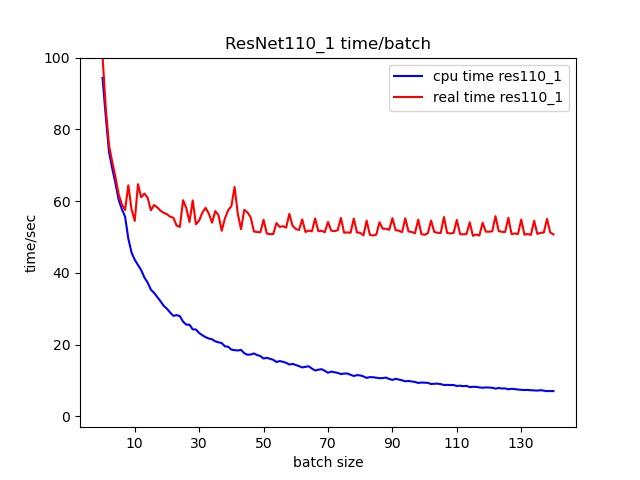 ResNet110_1 time/batch
cpu time res110_1
real time res110_1
time/sec
100
80
60
40
20
0
10 30 50 70 90 110 130
batch size